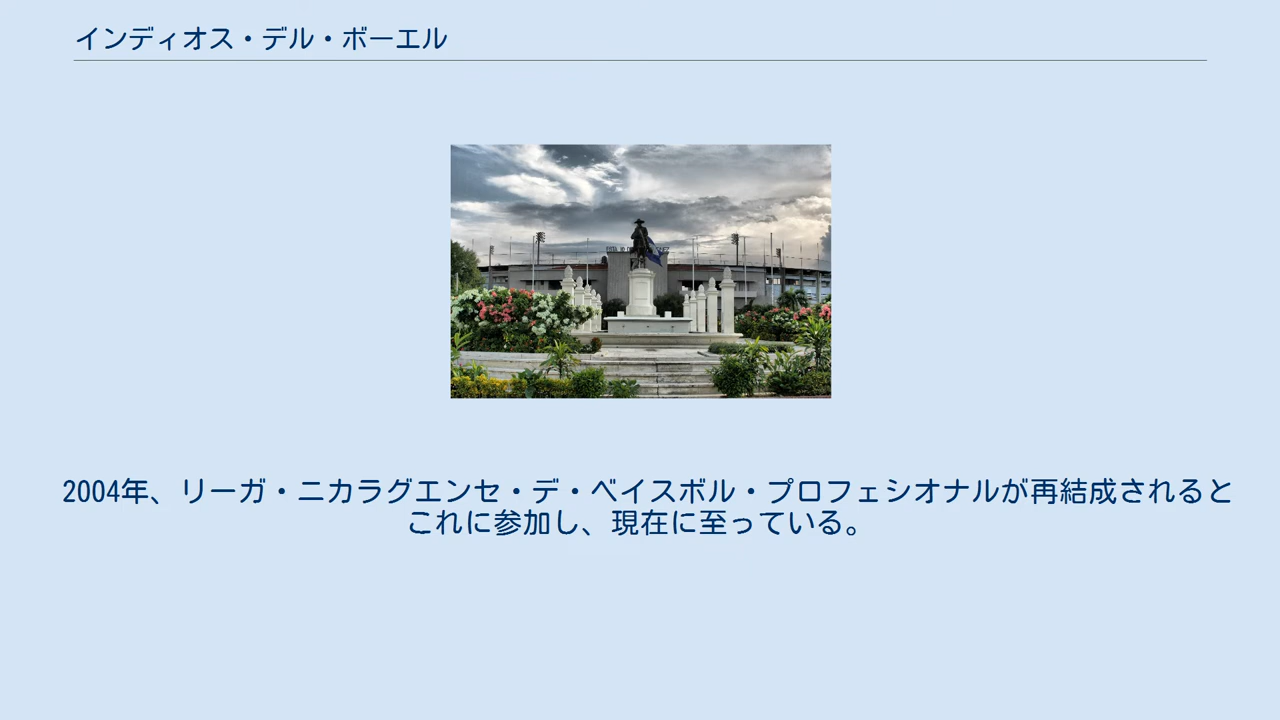 インディオス・デル・ボーエル
2004年、リーガ・ニカラグエンセ・デ・ベイスボル・プロフェシオナルが再結成されると
これに参加し、現在に至っている。